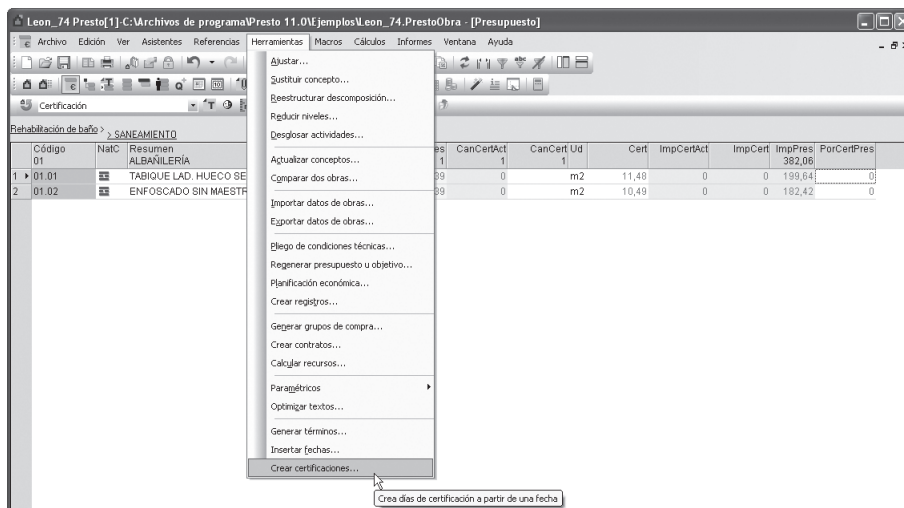 Leon_74 Presto[1]-C:\Archivos de programa\Presto 11.0\Ejemplos\Leon_74.PrestoObra - [Presupuesto]
Archivo Edición Ver Asistentes Referencias Herramientas Macros Cálculos Informes Ventana Ayuda
Ajustar...
Sustituir concepto...
Reestructurar descomposición...
Reducir niveles...
Desglosar actividades...
Actualizar conceptos...
Comparar dos obras...
Importar datos de obras...
Exportar datos de obras...
Pliego de condiciones técnicas...
Regenerar presupuesto u objetivo...
Planificación económica...
Crear registros...
Generar grupos de compra...
Crear contratos...
Calcular recursos...
Paramétricos
Optimizar textos...
Generar términos...
Insertar fechas...
Crear certificaciones...
Crea días de certificación a partir de una fecha
Certificación
Rehabilitación de baño > > SANEAMIENTO
Código NatC Resumen es CanCertAct CanCert Ud Cert ImpCertAct ImpCert ImpPres PorCertPres
01 ALBAÑILERÍA 1 1 1 382,06
1 01.01 TABIQUE LAD. HUECO SE 39 0 m2 11,48 0 0 199,64 0
2 01.02 ENFOSCADO SIN MAESTR 39 0 m2 10,49 0 0 182,42 0